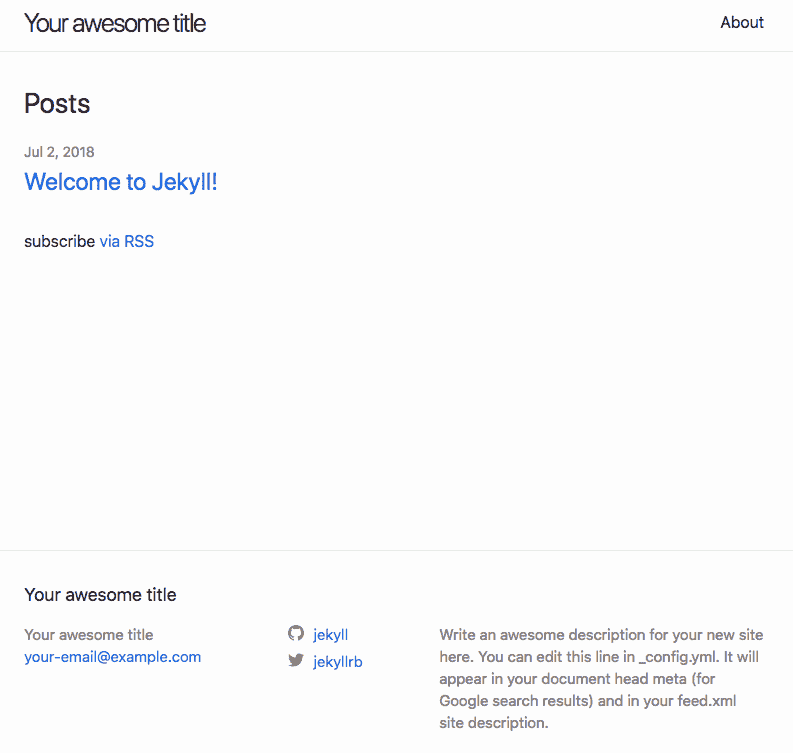 Your awesome title
About
Posts
Jul 2, 2018
Welcome to Jekyll!
subscribe via RSS
Your awesome title
Your awesome title
your-email@example.com
jekyll
jekyllrb
Write an awesome description for your new site
here. You can edit this line in _config.yml. It will
appear in your document head meta (for
Google search results) and in your feed.xml
site description.